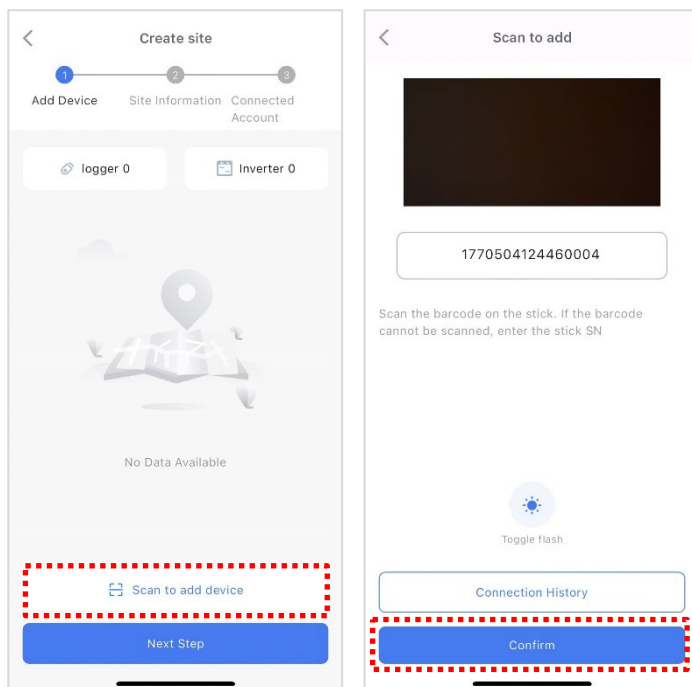 Create site
1
2
3
Add Device
Site Information
Connected
Account
logger 0
Inverter 0
No Data Available
Scan to add device
Next Step
Scan to add
1770504124460004
Scan the barcode on the stick. If the barcode
cannot be scanned, enter the stick SN
Toggle flash
Connection History
Confirm